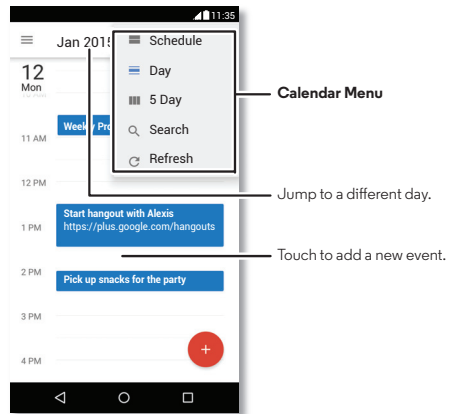 11:35
Jan 2015
Schedule
Day
5 Day
Search
Refresh
Calendar Menu
12
Mon
Weekly Pro
11 AM
12 PM
Jump to a different day.
Start hangout with Alexis
https://plus.google.com/hangouts
1 PM
Touch to add a new event.
2 PM
Pick up snacks for the party
3 PM
+
4 PM